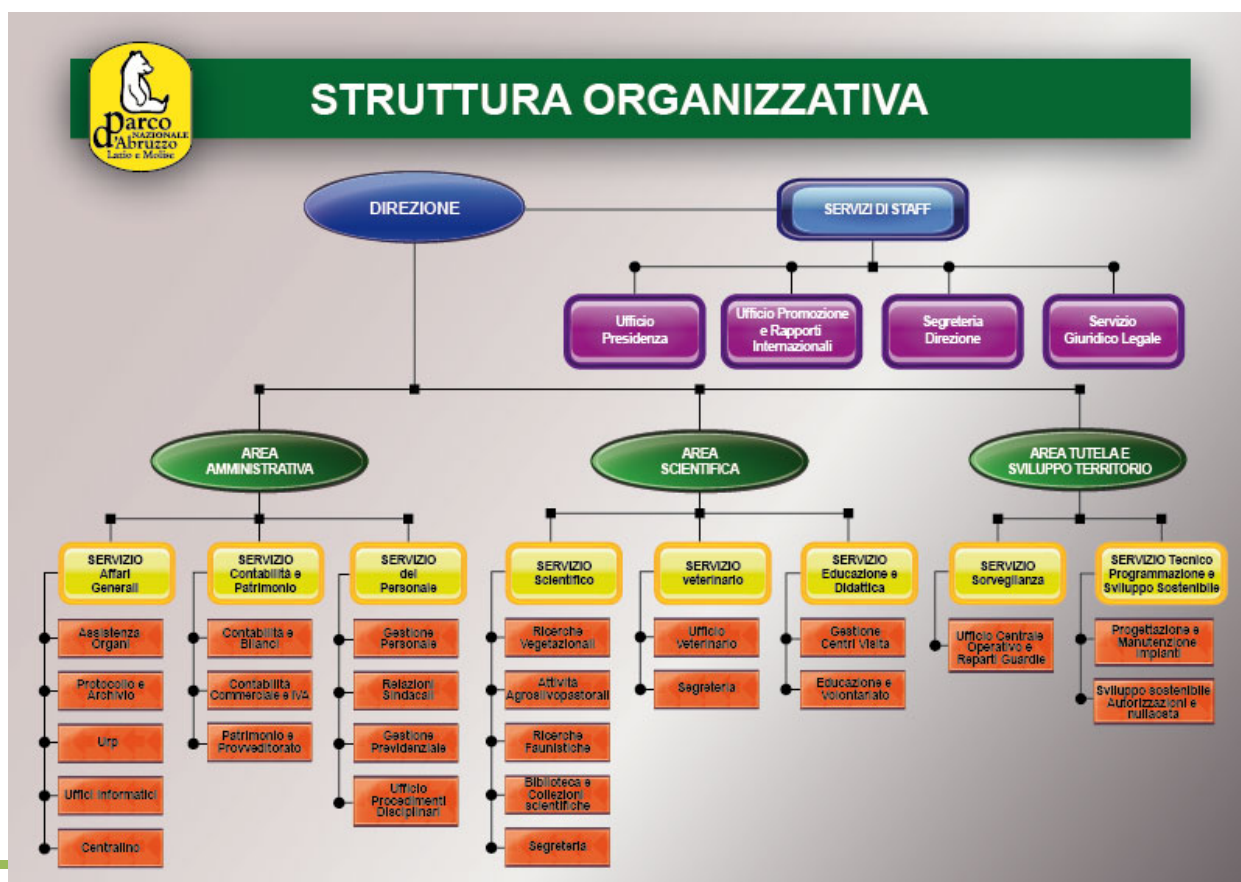 Parco
NAZIONALE
d'Abruzzo
Lazio e Molise
STRUTTURA ORGANIZZATIVA
DIREZIONE
SERVIZI DI STAFF
Ufficio
Presidenza
Ufficio Promozione
e Rapporti
Internazionali
Segreteria
Direzione
Servizio
Giuridico Legale
AREA
AMMINISTRATIVA
AREA
SCIENTIFICA
AREA TUTELA E
SVILUPPO TERRITORIO
SERVIZIO
Affari
Generali
SERVIZIO
Contabilità e
Patrimonio
SERVIZIO
del
Personale
SERVIZIO
Scientifico
SERVIZIO
veterinario
SERVIZIO
Educazione e
Didattica
SERVIZIO
Sorveglianza
SERVIZIO Tecnico
Programmazione e
Sviluppo Sostenibile
Assistenza
Organi
Protocollo e
Archivio
Urp
Uffici Informatici
Centralino
Contabilità e
Bilanci
Contabilità
Commerciale e IVA
Patrimonio e
Provveditorato
Gestione
Personale
Relazioni
Sindacali
Gestione
Previdenziale
Ufficio
Procedimenti
Disciplinari
Ricerche
Vegetazionali
Attività
Agrosilvopastorali
Ricerche
Faunistiche
Biblioteca e
Collezioni
scientifiche
Segreteria
Ufficio
veterinario
Segreteria
Gestione
Centri Visita
Educazione e
Volontariato
Ufficio Centrale
Operativo e
Reparti Guardie
Progettazione e
Manutenzione
Impianti
Sviluppo sostenibile
Autorizzazioni e
nullaosta